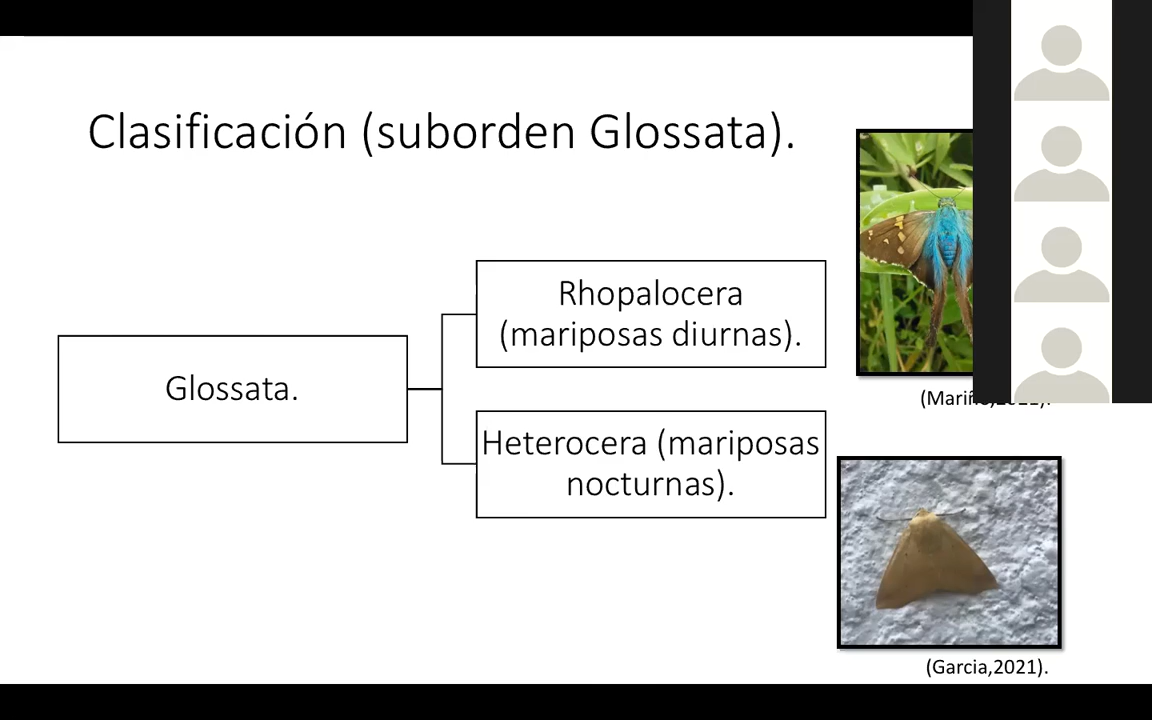 Clasificación (suborden Glossata).
Rhopalocera
(mariposas diurnas).
Glossata.
Heterocera (mariposas
nocturnas).
(Garcia,2021).